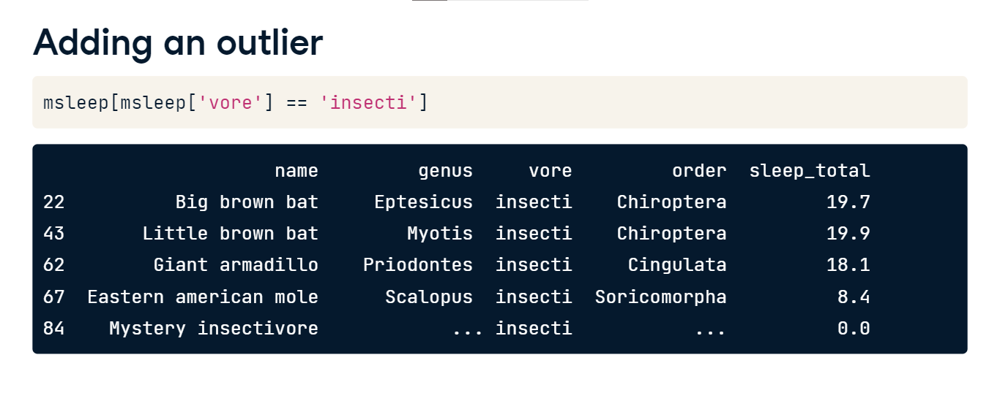 Adding an outlier
msleep[msleep['vore'] == 'insecti']
name genus vore order sleep_total
22 Big brown bat Eptesicus insecti Chiroptera 19.7
43 Little brown bat Myotis insecti Chiroptera 19.9
62 Giant armadillo Priodontes insecti Cingulata 18.1
67 Eastern american mole Scalopus insecti Soricomorpha 8.4
84 Mystery insectivore ... insecti ... 0.0